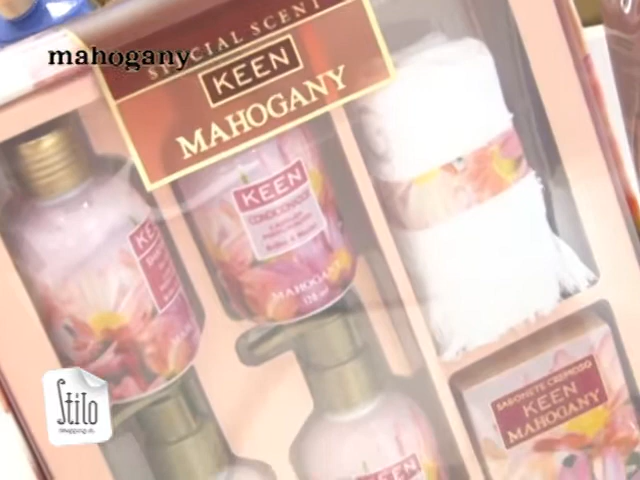 mahogany
SPECIAL SCENT
KEEN
MAHOGANY
KEEN
KEEN
CONDICIONADOR
MAHOGANY
SABONETE CREMOSO
KEEN
MAHOGANY
KEEN
Stilo